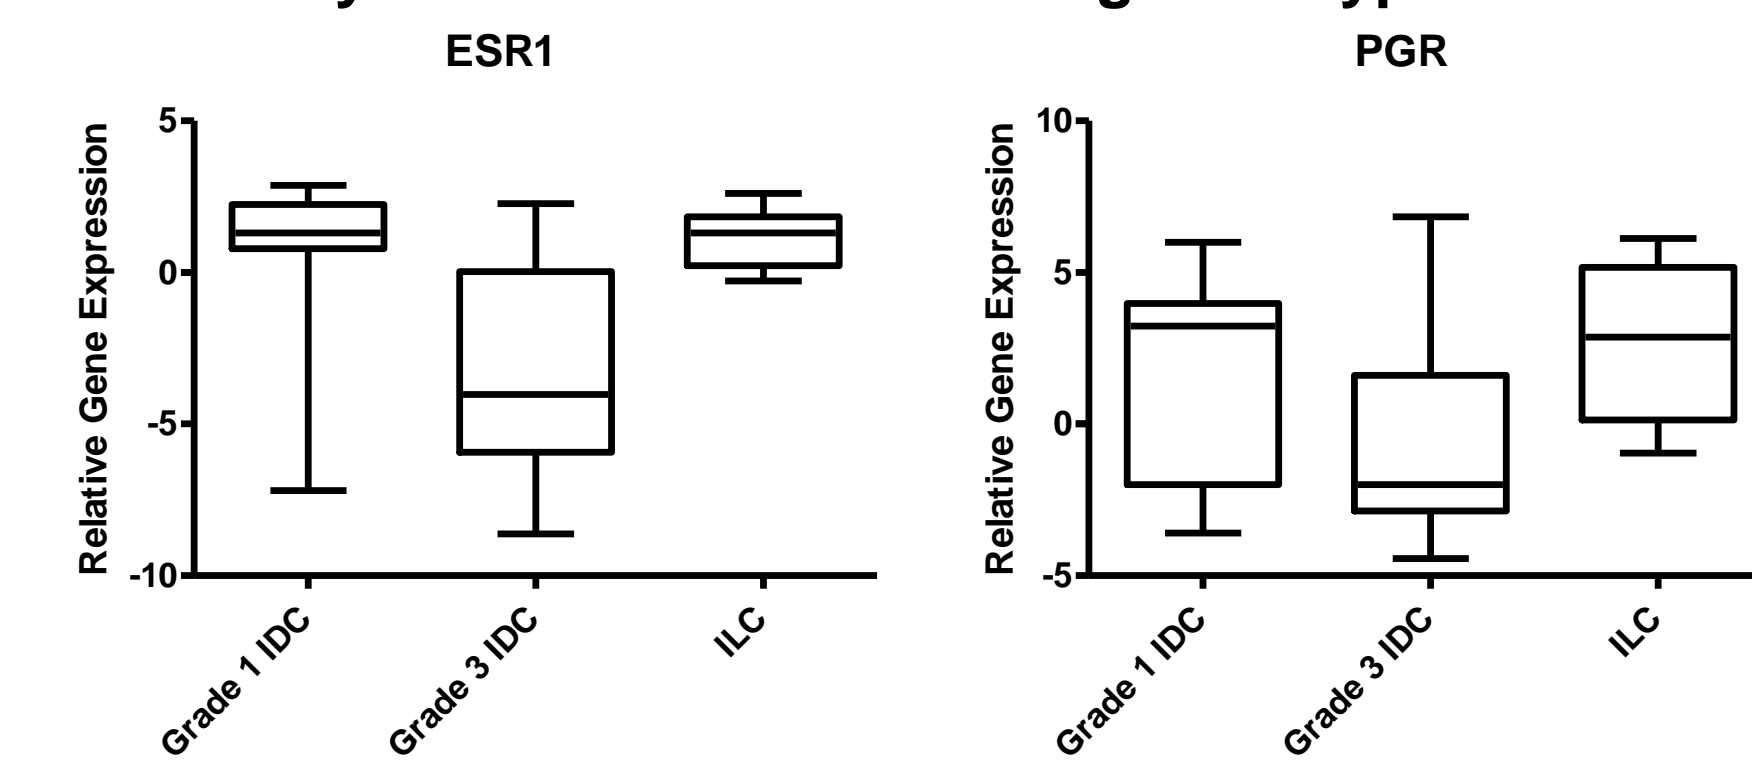 ESR1
Relative Gene Expression
5
0
-5
-10
Grade 1 IDC
Grade 3 IDC
ILC
PGR
Relative Gene Expression
10
5
0
-5
Grade 1 IDC
Grade 3 IDC
ILC